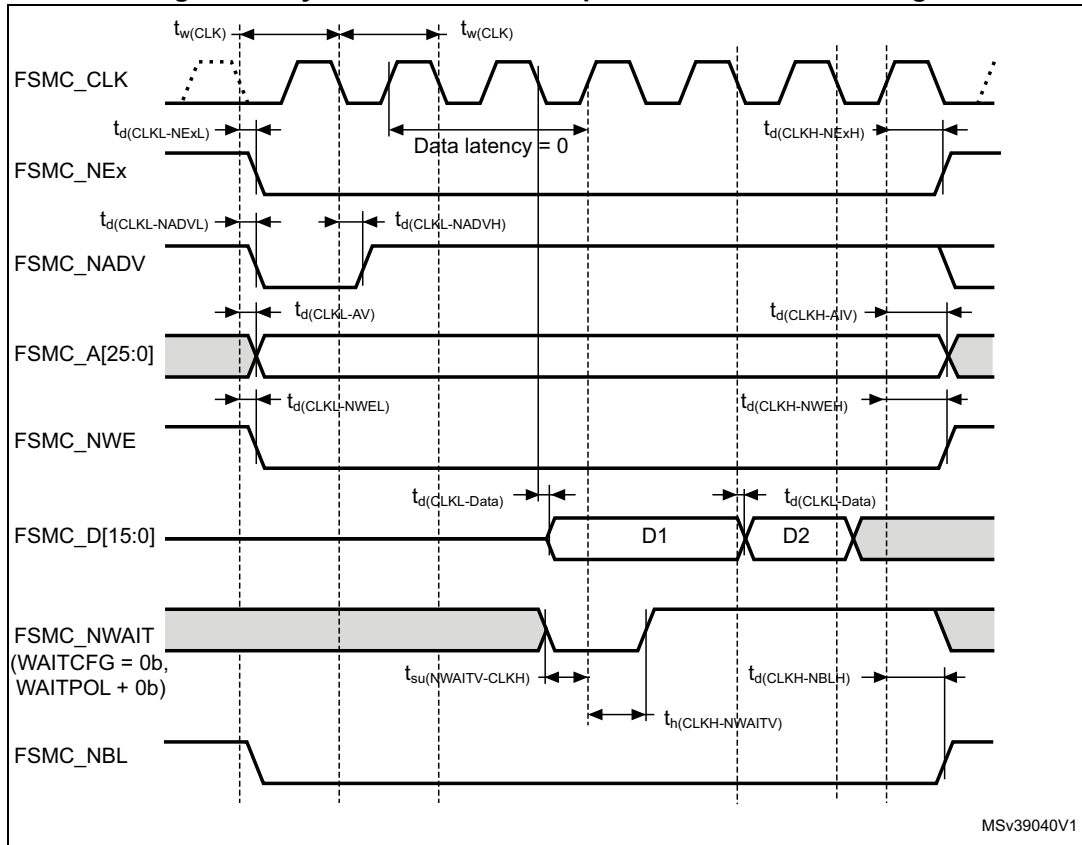 tw(CLK) tw(CLK)
FSMC_CLK
td(CLKL-NExL) Data latency = 0 td(CLKH-NExH)
FSMC_NEx
td(CLKL-NADVL) td(CLKL-NADVH)
FSMC_NADV
td(CLKL-AV) td(CLKH-AIV)
FSMC_A[25:0]
td(CLKL-NWEL) td(CLKH-NWEH)
FSMC_NWE
td(CLKL-Data) td(CLKL-Data)
FSMC_D[15:0] D1 D2
FSMC_NWAIT
(WAITCFG = 0b,
WAITPOL + 0b)
tsu(NWAITV-CLKH) td(CLKH-NBLH)
th(CLKH-NWAITV)
FSMC_NBL
MSv39040V1